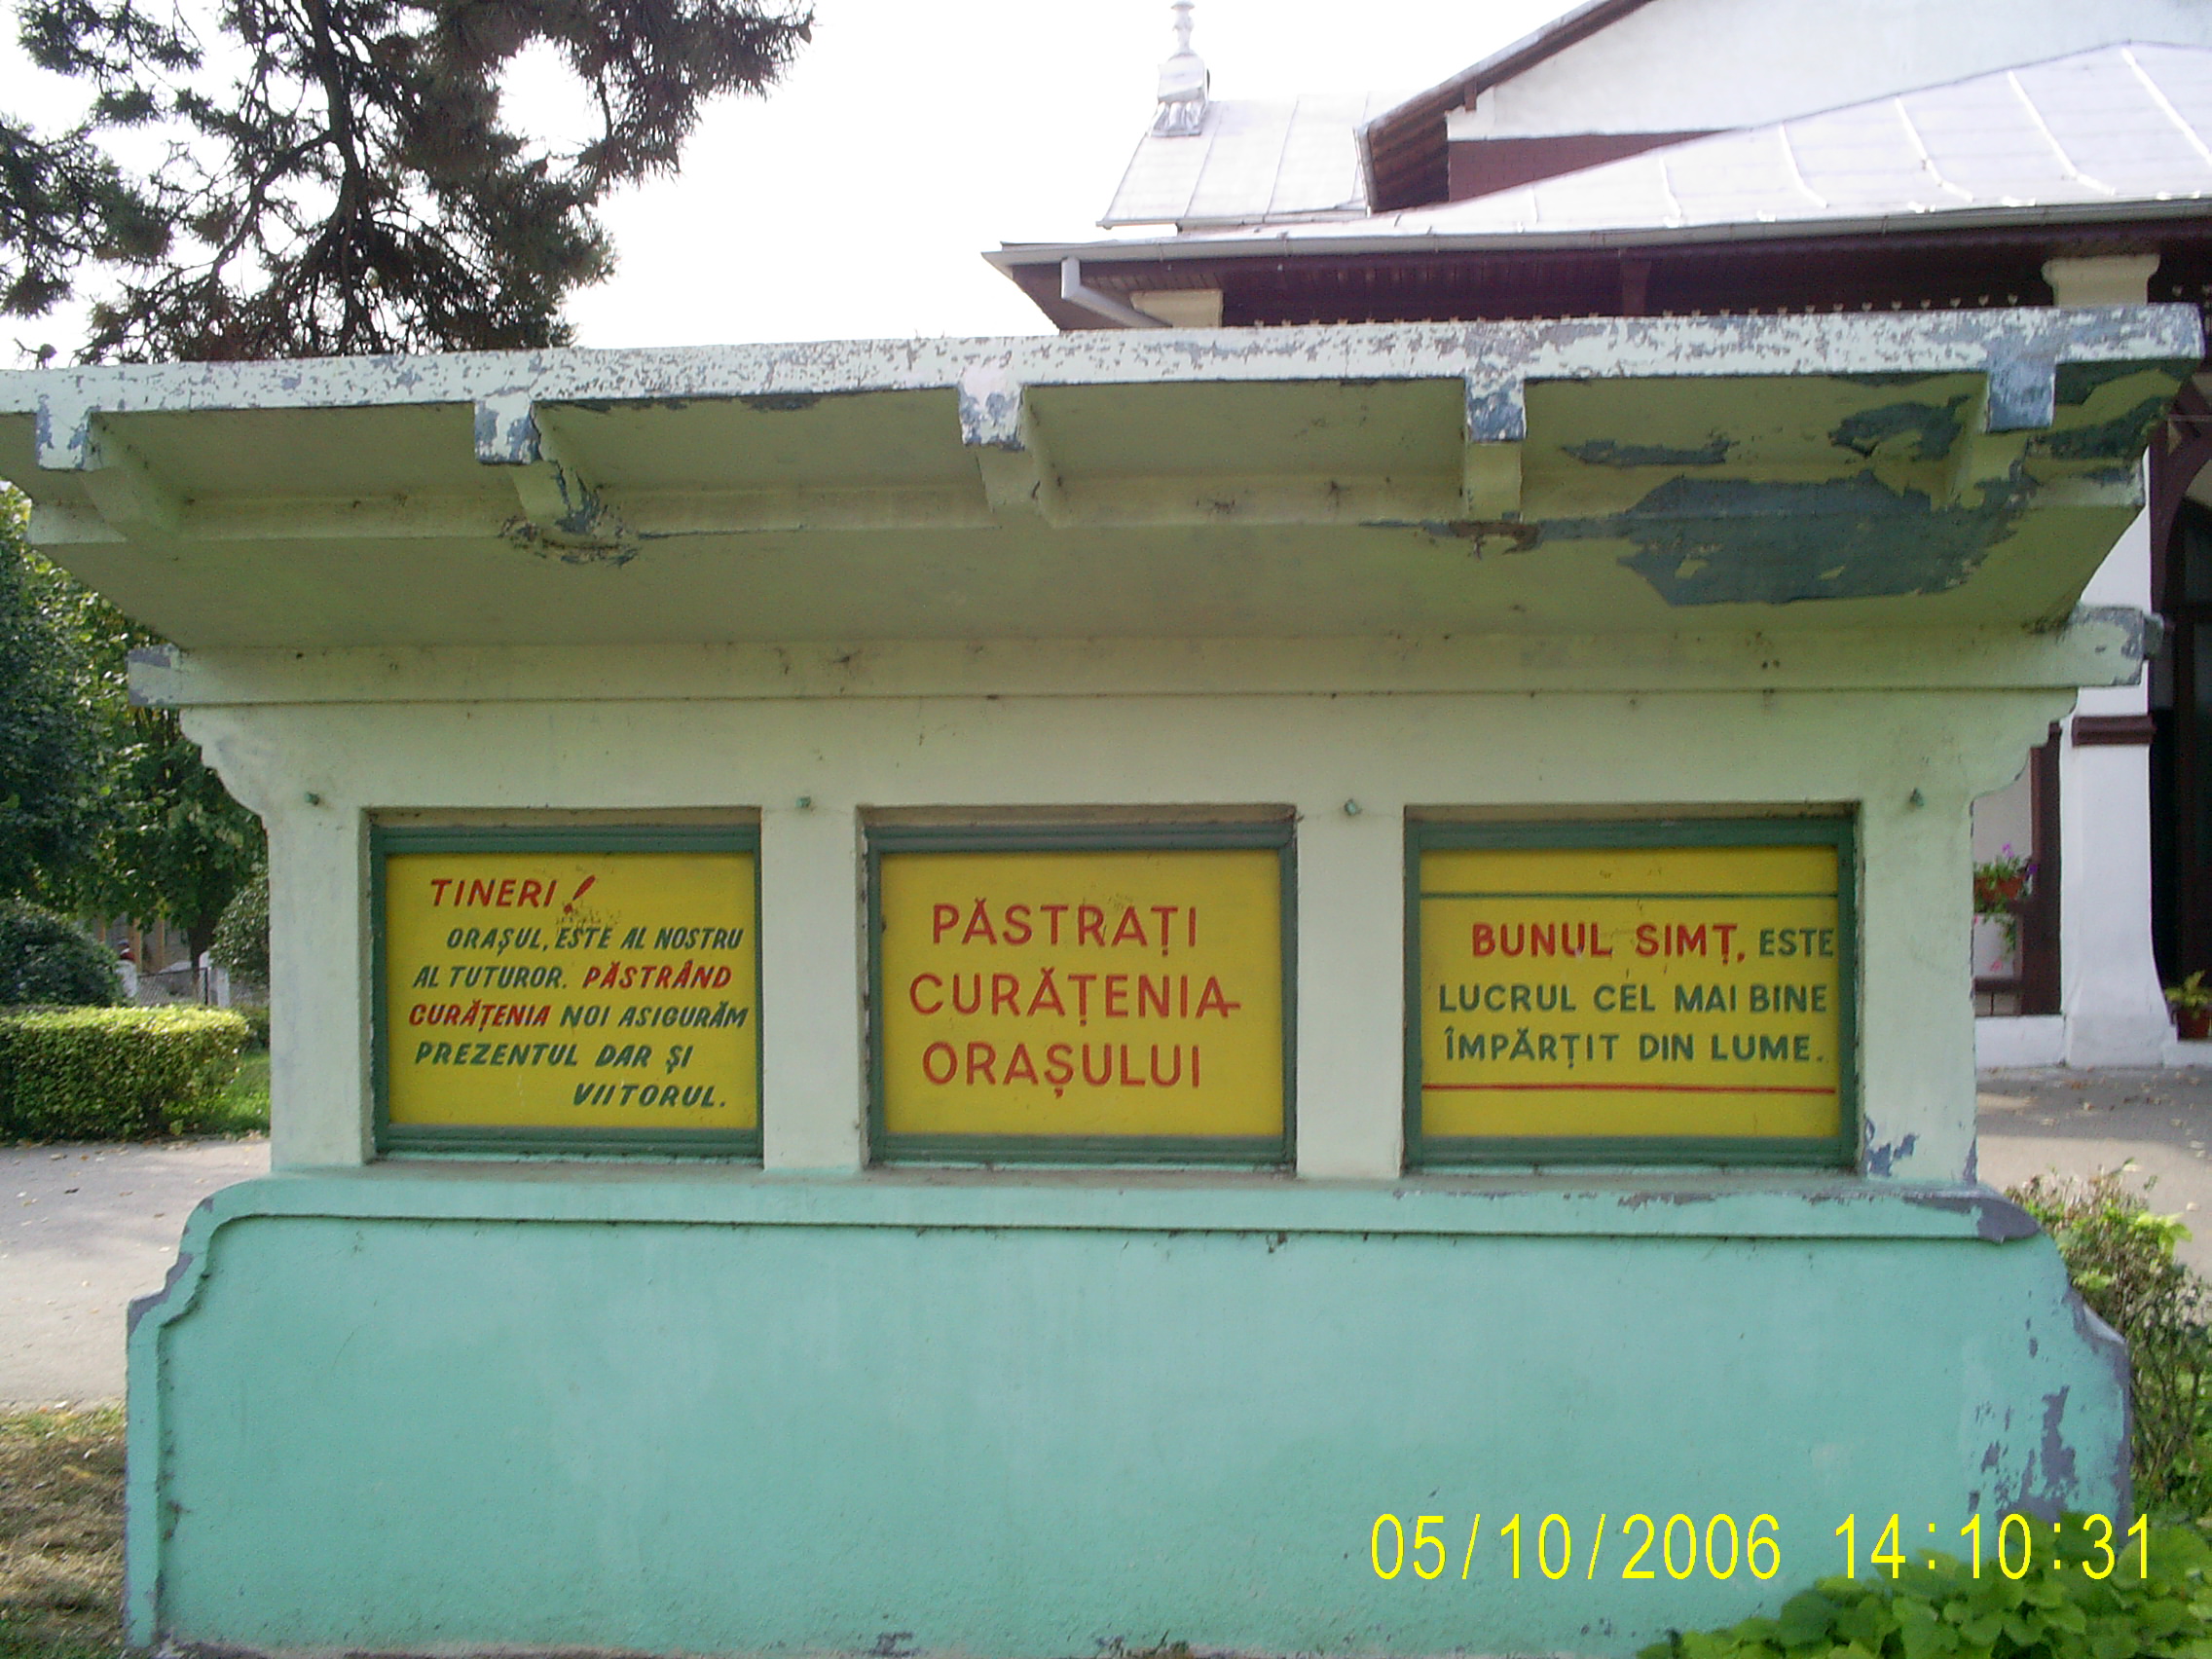 TINERI!
ORAȘUL, ESTE AL NOSTRU
AL TUTUROR. PĂSTRÂND
CURĂȚENIA NOI ASIGURĂM
PREZENTUL DAR ȘI
VIITORUL.
PĂSTRAȚI
CURĂȚENIA
ORAȘULUI
BUNUL SIMȚ, ESTE
LUCRUL CEL MAI BINE
ÎMPĂRȚIT DIN LUME.
05/10/2006 14:10:31